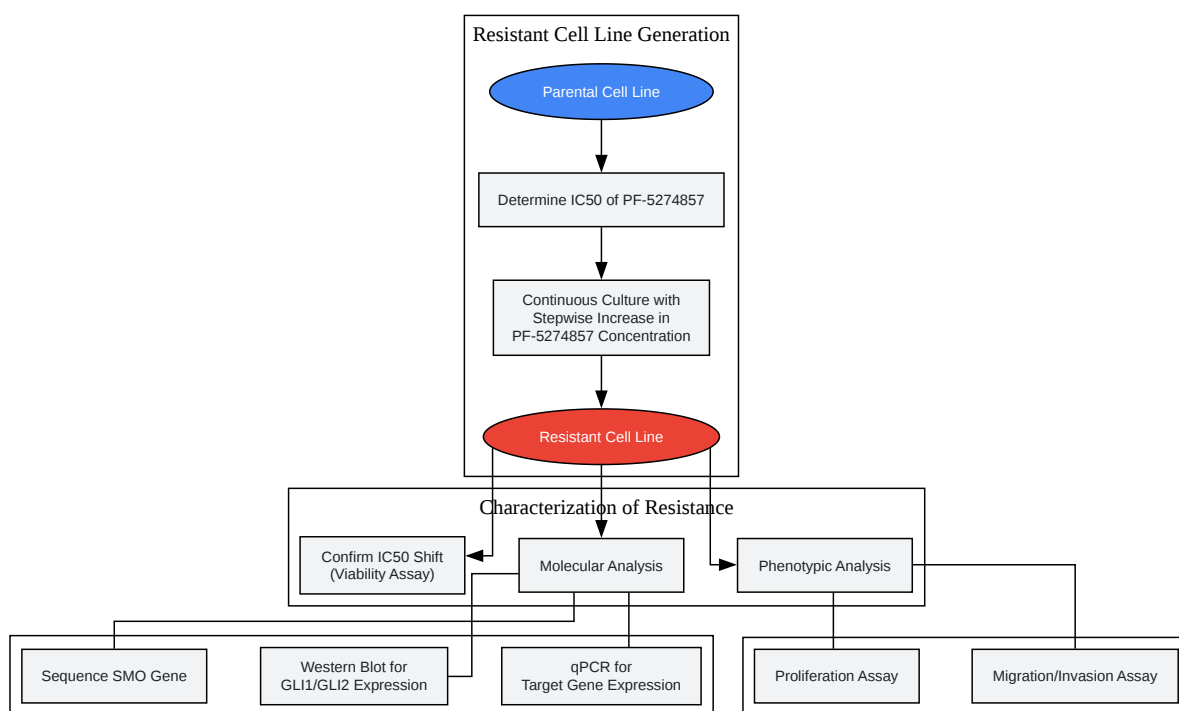 Resistant Cell Line Generation
Parental Cell Line
Determine IC50 of PF-5274857
Continuous Culture with
Stepwise Increase in
PF-5274857 Concentration
Resistant Cell Line
Characterization of Resistance
Confirm IC50 Shift
(Viability Assay)
Molecular Analysis
Phenotypic Analysis
Sequence SMO Gene
Western Blot for
GLI1/GLI2 Expression
qPCR for
Target Gene Expression
Proliferation Assay
Migration/Invasion Assay